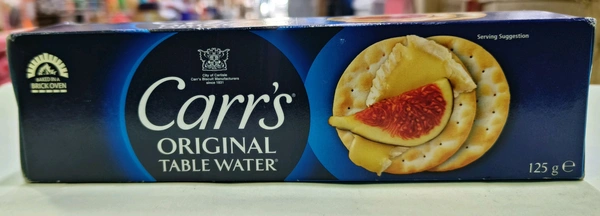 BAKED IN A
BRICK OVEN
City of Carlisle
Carr's Biscuit Manufacturers
since 1831
Carr's®
ORIGINAL
TABLE WATER®
Serving Suggestion
125 g ℮